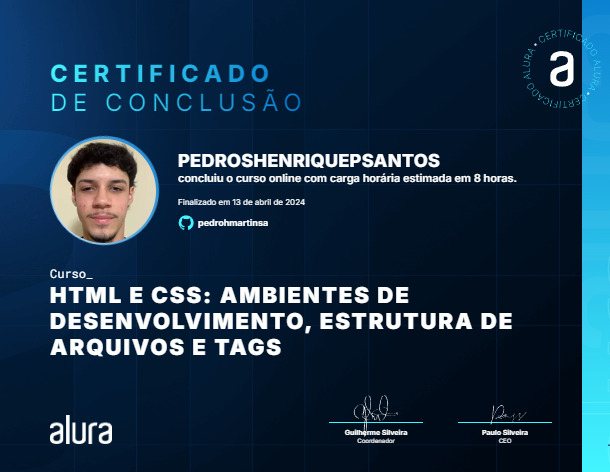 CERTIFICADO
DE CONCLUSÃO
CERTIFICADO ALURA • CERTIFICADO ALURA •
a
PEDROSHENRIQUEPSANTOS
concluiu o curso online com carga horária estimada em 8 horas.
Finalizado em 13 de abril de 2024
pedrohmartinsa
Curso_
HTML E CSS: AMBIENTES DE
DESENVOLVIMENTO, ESTRUTURA DE
ARQUIVOS E TAGS
alura
Guilherme Silveira
Coordenador
Paulo Silveira
CEO